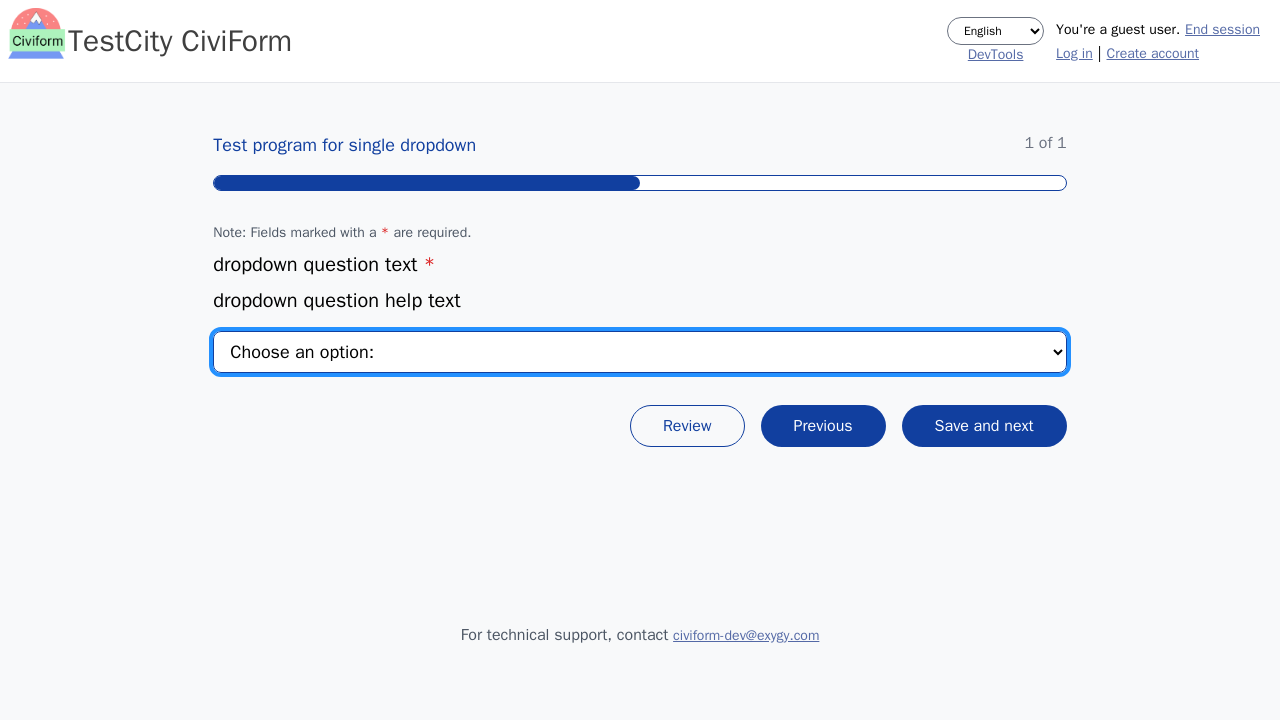 Civiform
TestCity CiviForm
English
DevTools
You're a guest user. End session
Log in | Create account
Test program for single dropdown
1 of 1
Note: Fields marked with a * are required.
dropdown question text *
dropdown question help text
Choose an option:
Review
Previous
Save and next
For technical support, contact civiform-dev@exygy.com